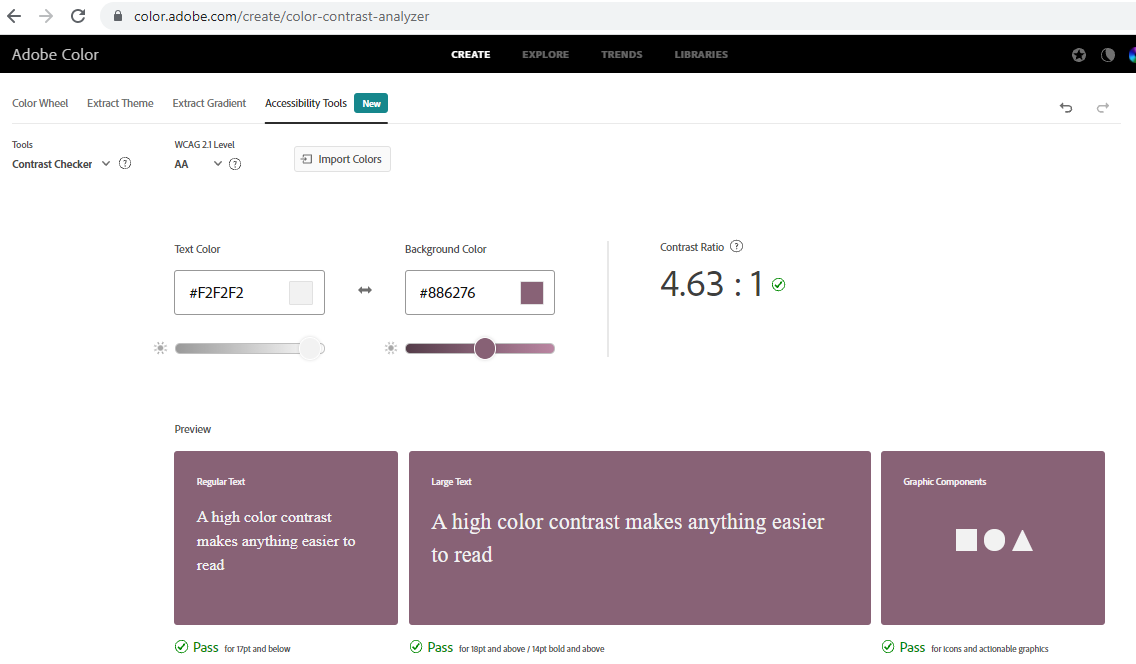 color.adobe.com/create/color-contrast-analyzer
Adobe Color
CREATE EXPLORE TRENDS LIBRARIES
Color Wheel Extract Theme Extract Gradient Accessibility Tools New
Tools WCAG 2.1 Level
Contrast Checker ? AA ? Import Colors
Text Color Background Color Contrast Ratio ?
#F2F2F2 #886276 4.63 : 1
Preview
Regular Text
A high color contrast
makes anything easier to
read
Large Text
A high color contrast makes anything easier
to read
Graphic Components
Pass for 17pt and below
Pass for 18pt and above / 14pt bold and above
Pass for icons and actionable graphics